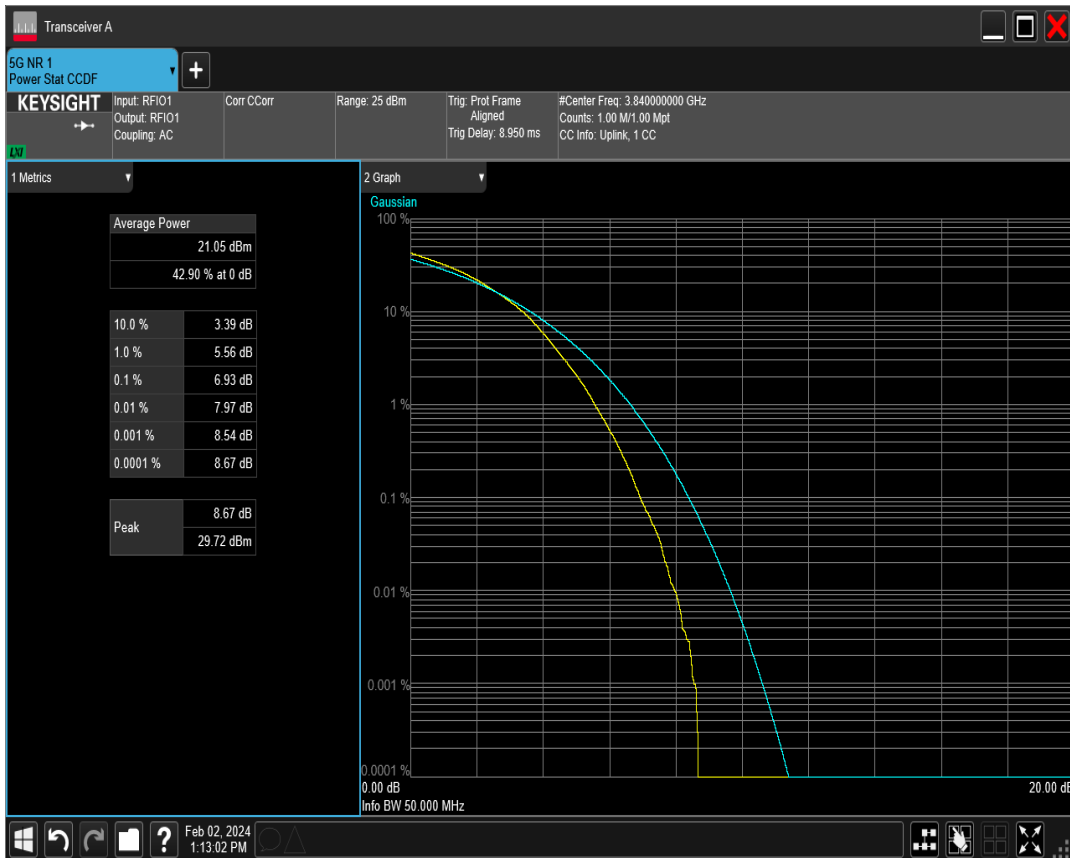 Transceiver A
5G NR 1
Power Stat CCDF
KEYSIGHT
LXI
Input: RFIO1
Output: RFIO1
Coupling: AC
Corr CCorr
Range: 25 dBm
Trig: Prot Frame
Aligned
Trig Delay: 8.950 ms
#Center Freq: 3.840000000 GHz
Counts: 1.00 M/1.00 Mpt
CC Info: Uplink, 1 CC
1 Metrics
Average Power
21.05 dBm
42.90 % at 0 dB
10.0 % 3.39 dB
1.0 % 5.56 dB
0.1 % 6.93 dB
0.01 % 7.97 dB
0.001 % 8.54 dB
0.0001 % 8.67 dB
Peak
8.67 dB
29.72 dBm
2 Graph
Gaussian
100 %
10 %
1 %
0.1 %
0.01 %
0.001 %
0.0001 %
0.00 dB 20.00 dB
Info BW 50.000 MHz
? Feb 02, 2024
1:13:02 PM